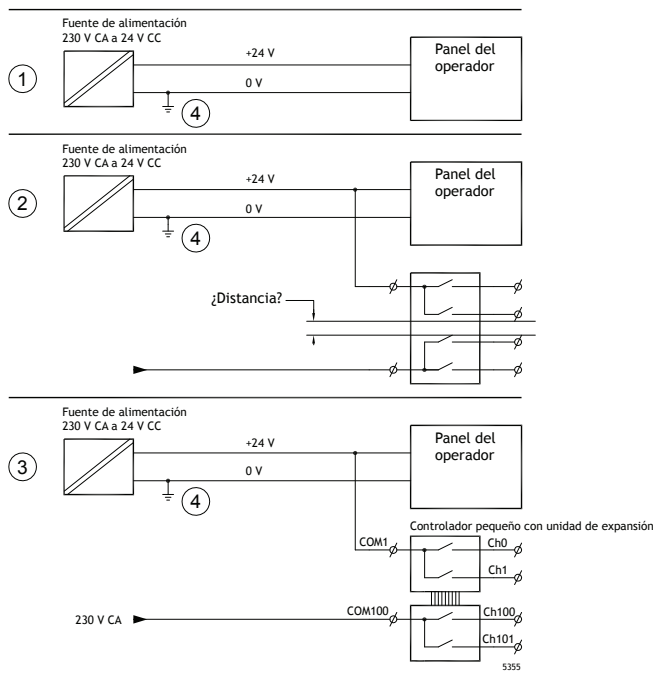 Fuente de alimentación
230 V CA a 24 V CC
+24 V
0 V
Panel del
operador
1
4
Fuente de alimentación
230 V CA a 24 V CC
+24 V
0 V
Panel del
operador
2
4
¿Distancia?
Fuente de alimentación
230 V CA a 24 V CC
+24 V
0 V
Panel del
operador
3
4
Controlador pequeño con unidad de expansión
COM1
Ch0
Ch1
230 V CA
COM100
Ch100
Ch101
5355